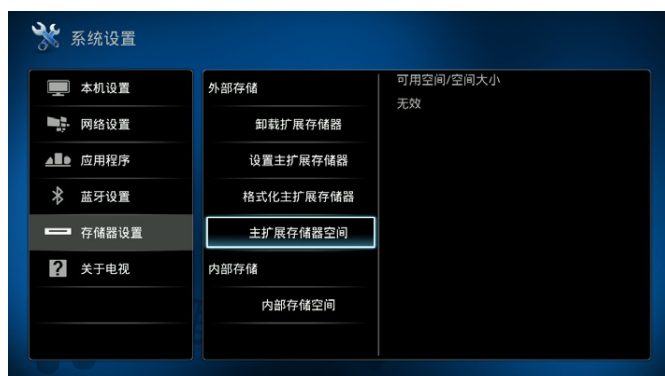 系统设置
本机设置
网络设置
应用程序
蓝牙设置
存储器设置
关于电视
外部存储
卸载扩展存储器
设置主扩展存储器
格式化主扩展存储器
主扩展存储器空间
内部存储
内部存储空间
可用空间/空间大小
无效